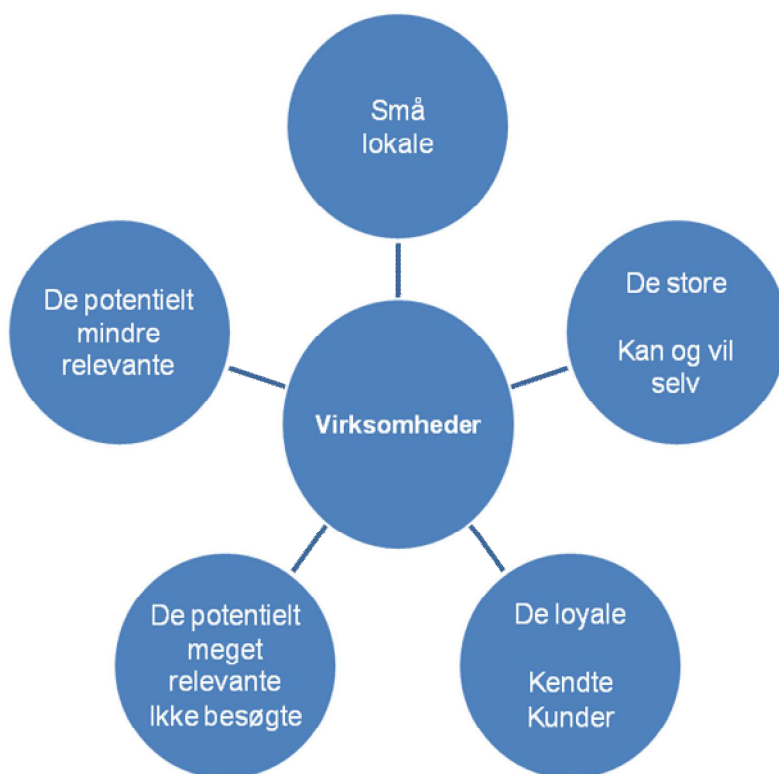 Små
lokale
De store
Kan og vil
selv
De loyale
Kendte
Kunder
De potentielt
meget
relevante
Ikke besøgte
De potentielt
mindre
relevante
Virksomheder